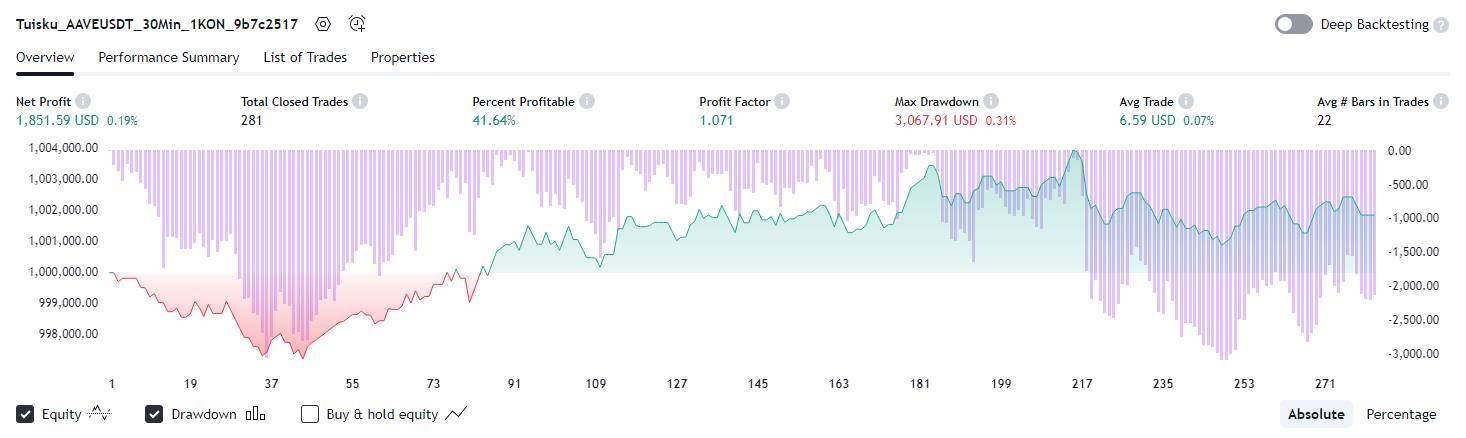 Tuisku_AAVEUSDT_30Min_1KON_9b7c2517
Deep Backtesting
Overview Performance Summary List of Trades Properties
Net Profit Total Closed Trades Percent Profitable Profit Factor Max Drawdown Avg Trade Avg # Bars in Trades
1,851.59 USD 0.19% 281 41.64% 1.071 3,067.91 USD 0.31% 6.59 USD 0.07% 22
1,004,000.00 0.00
1,003,000.00 -500.00
1,002,000.00 -1,000.00
1,001,000.00 -1,500.00
1,000,000.00 -2,000.00
999,000.00 -2,500.00
998,000.00 -3,000.00
1 19 37 55 73 91 109 127 145 163 181 199 217 235 253 271
Equity Drawdown Buy & hold equity Absolute Percentage